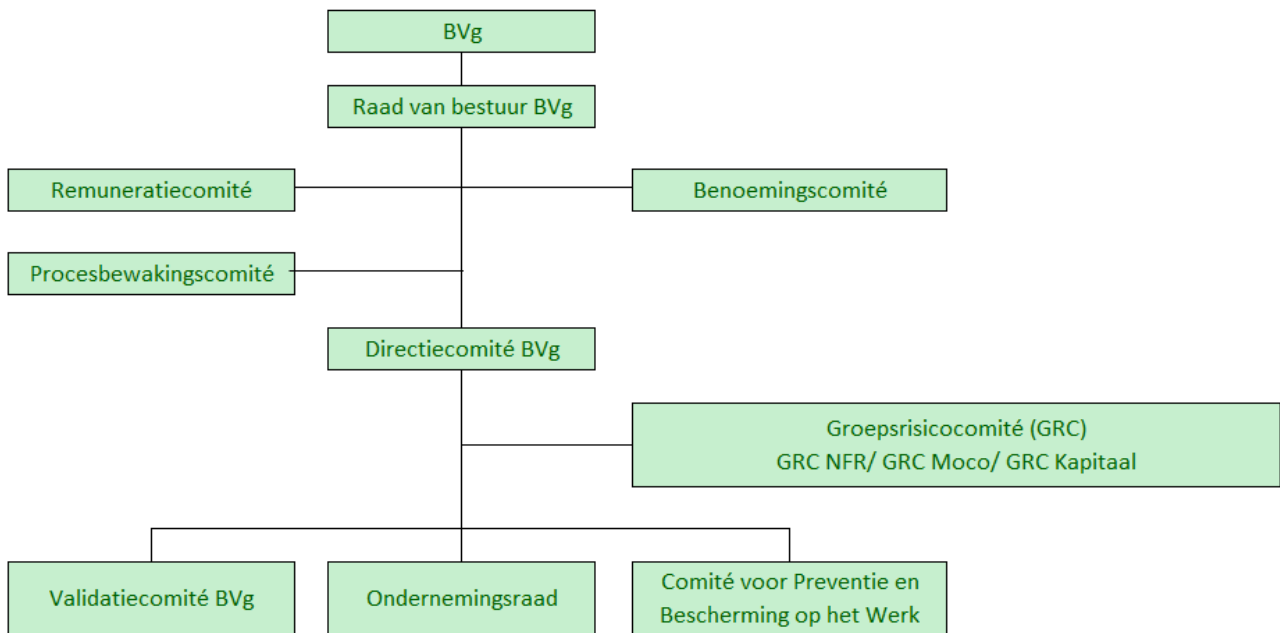 BVg
Raad van bestuur BVg
Remuneratiecomité
Benoemingscomité
Procesbewakingscomité
Directiecomité BVg
Groepsrisicocomité (GRC)
GRC NFR/ GRC Moco/ GRC Kapitaal
Validatiecomité BVg
Ondernemingsraad
Comité voor Preventie en
Bescherming op het Werk